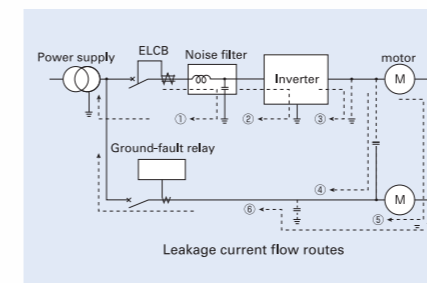 Power supply
ELCB
Noise filter
Inverter
motor
M
①
②
③
Ground-fault relay
④
M
⑥
⑤
Leakage current flow routes